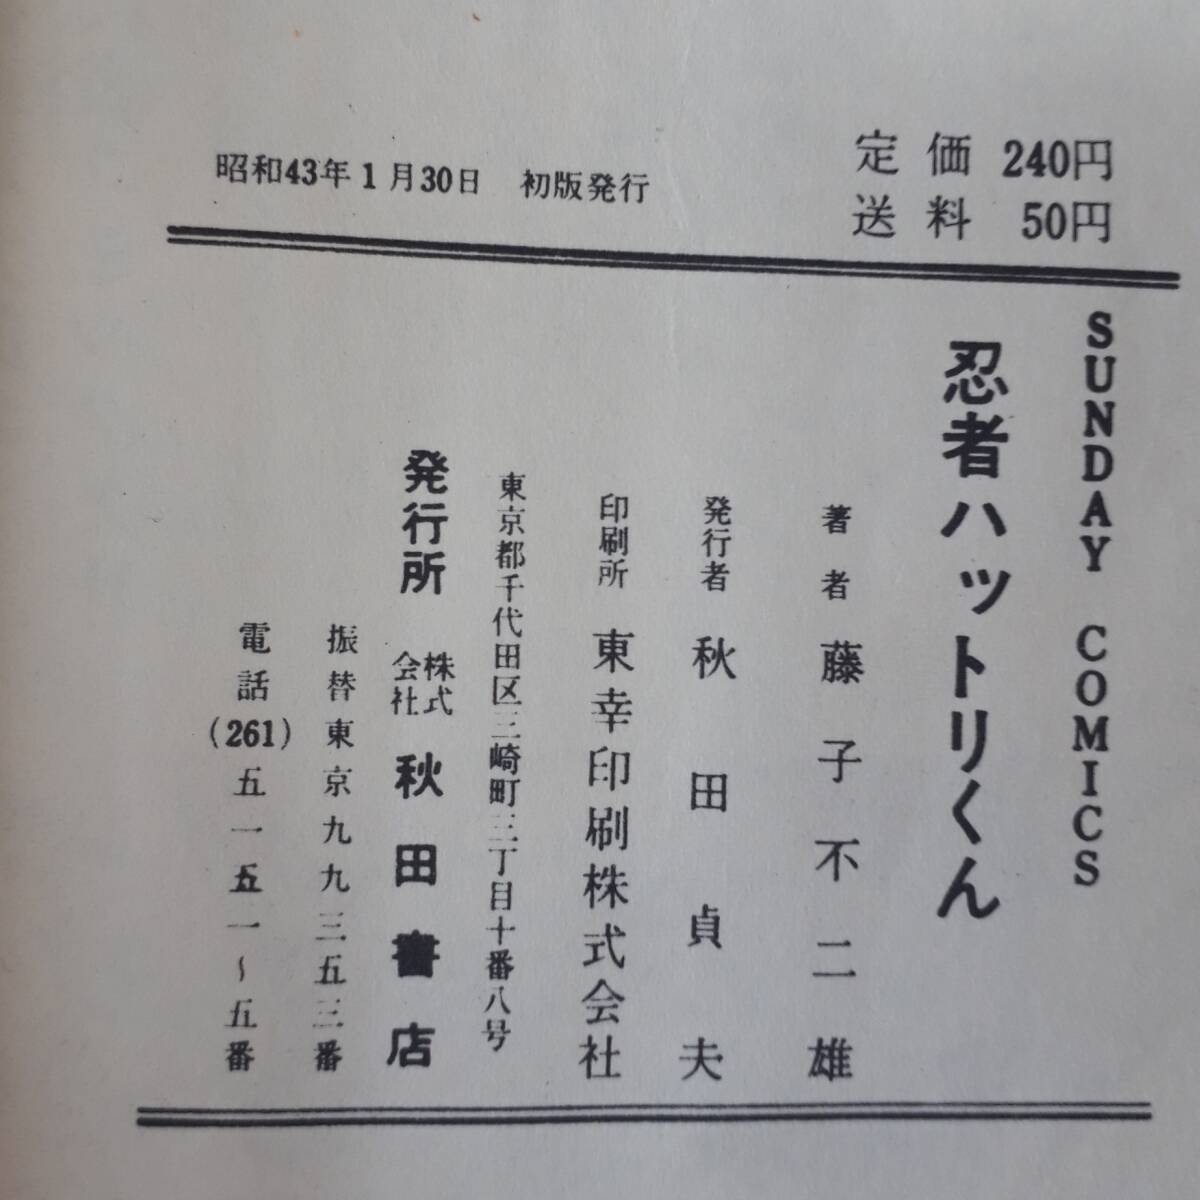 昭和43年1月30日 初版発行
定価 240円
送料 50円
SUNDAY COMICS
忍者ハットリくん
著者 藤子不二雄
発行者 秋田貞夫
印刷所 東幸印刷株式会社
東京都千代田区三崎町三丁目十番八号
発行所 株式会社 秋田書店
振替東京九九三五三番
電話(261)五一五一〜五番